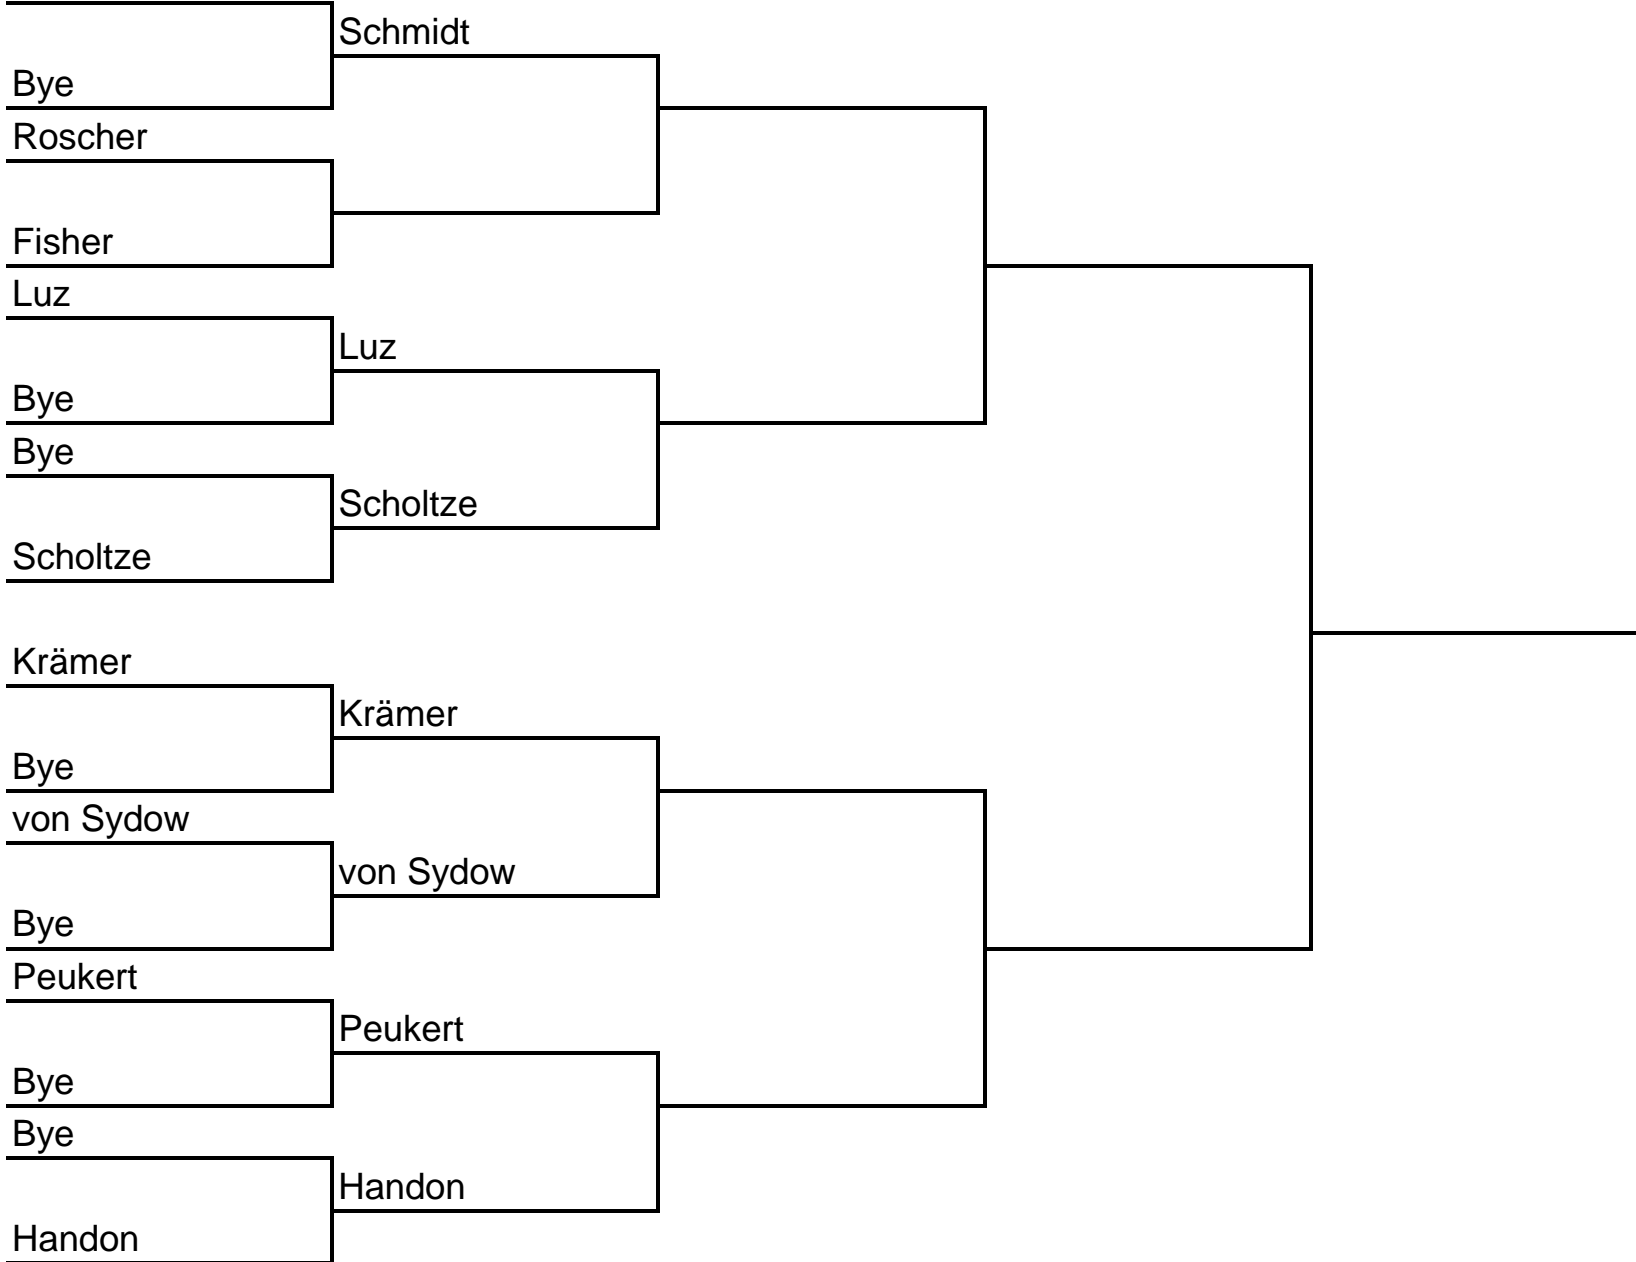 Schmidt
Bye
Roscher
Fisher
Luz
Luz
Bye
Bye
Scholtze
Scholtze
Krämer
Krämer
Bye
von Sydow
von Sydow
Bye
Peukert
Peukert
Bye
Bye
Handon
Handon